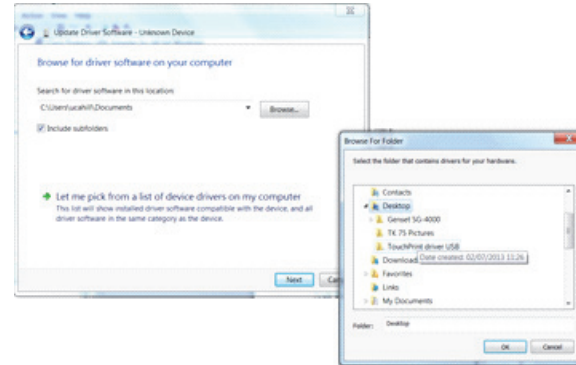 Update Driver Software - Unknown Device
Browse for driver software on your computer
Search for driver software in this location:
C:\Users\ucahill\Documents
Browse...
Include subfolders
Let me pick from a list of device drivers on my computer
This list will show installed driver software compatible with the device, and all
driver software in the same category as the device.
Next
Browse For Folder
Select the folder that contains drivers for your hardware.
Contacts
Desktop
Genset SG-4000
TK 75 Pictures
TouchPrint driver USB
Download
Date created: 02/07/2013 11:26
Favorites
Links
My Documents
Folder:
Desktop
OK
Cancel